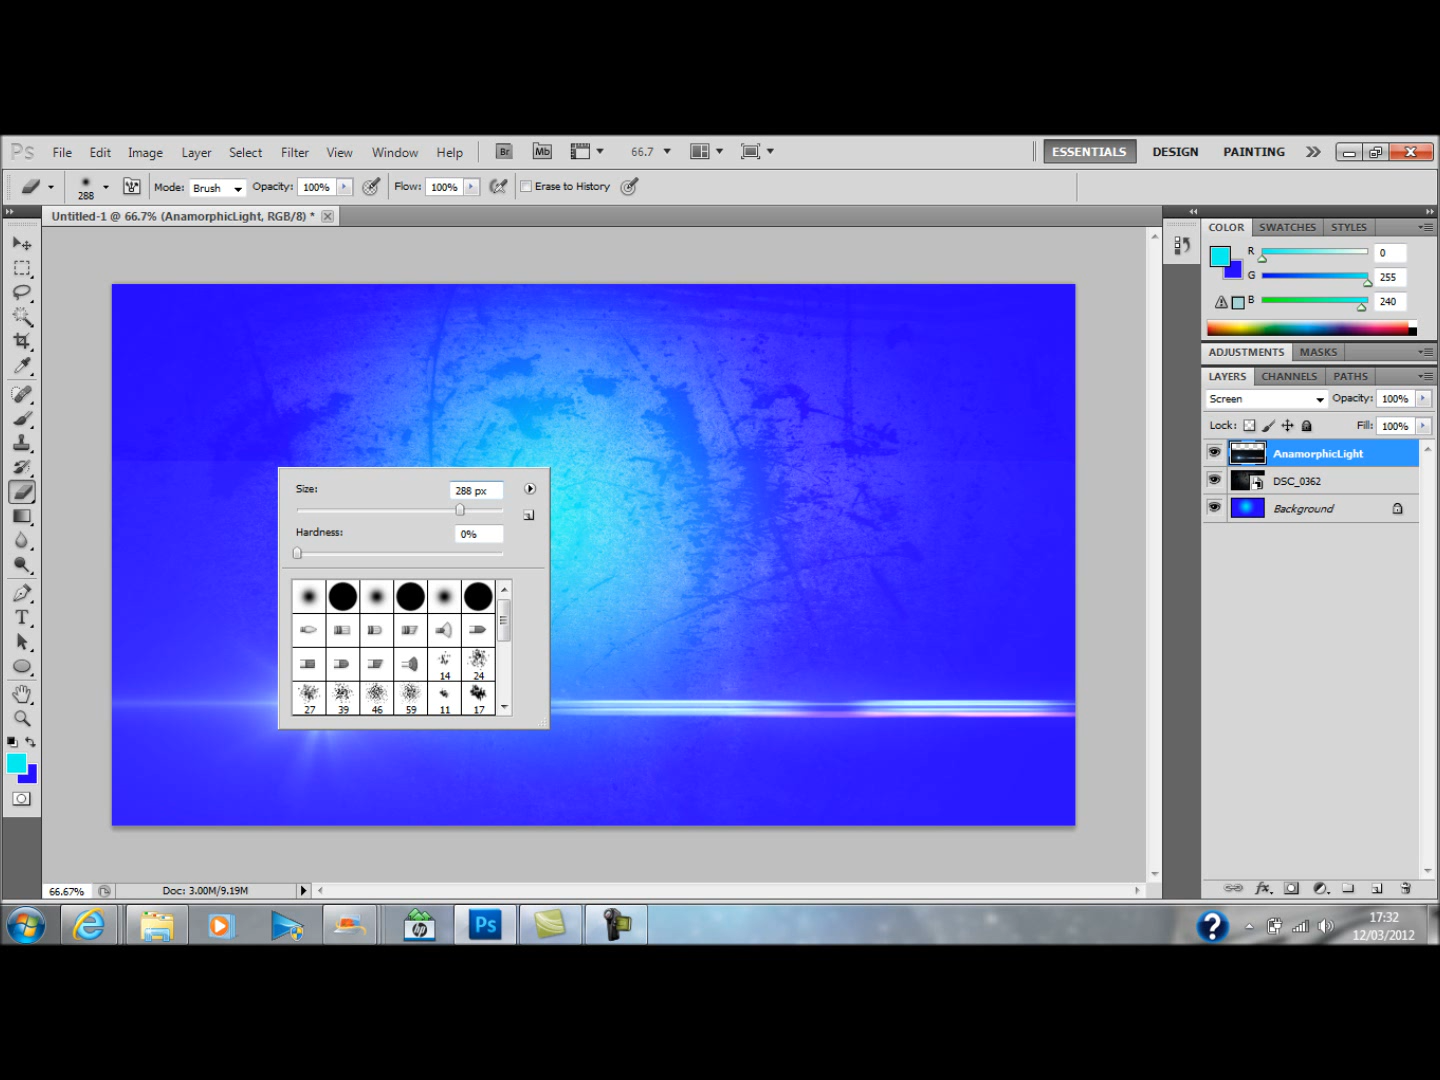 Ps File Edit Image Layer Select Filter View Window Help Br Mb 66.7 ESSENTIALS DESIGN PAINTING
288 Mode: Brush Opacity: 100% Flow: 100% Erase to History
Untitled-1 @ 66.7% (AnamorphicLight, RGB/8) *
COLOR SWATCHES STYLES
R 0
G 255
B 240
ADJUSTMENTS MASKS
LAYERS CHANNELS PATHS
Screen Opacity: 100%
Lock: Fill: 100%
AnamorphicLight
DSC_0362
Background
Size: 288 px
Hardness: 0%
14 24
27 39 46 59 11 17
T
66.67% Doc: 3.00M/9.19M
fx
hp Ps ? 17:32
12/03/2012